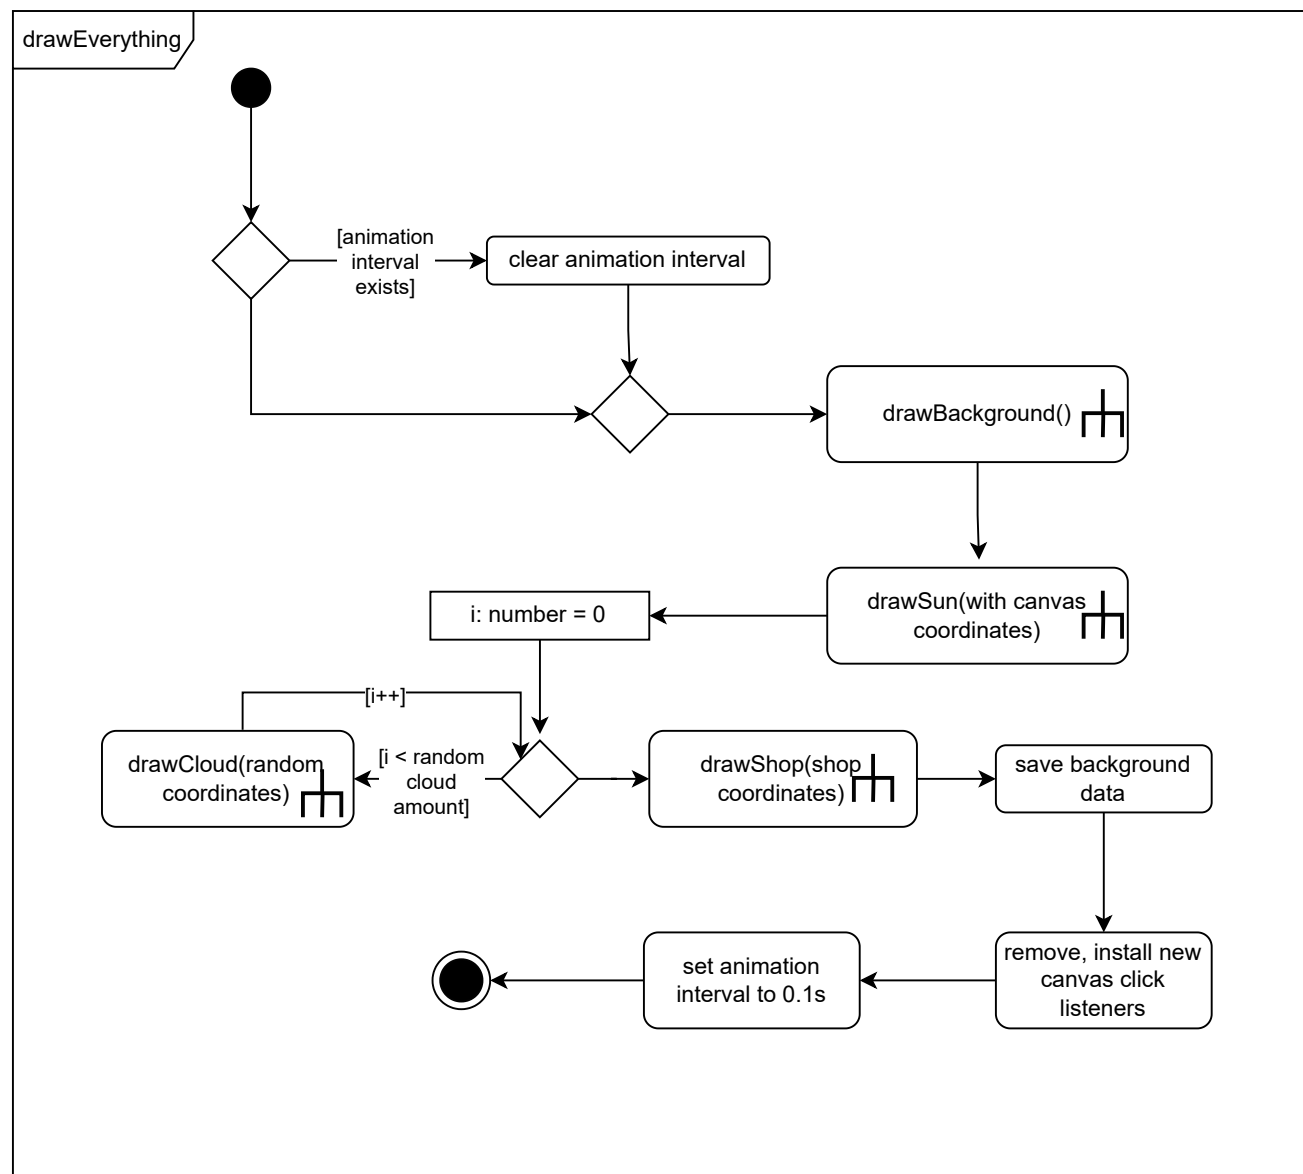 drawEverything
[animation
interval
exists]
clear animation interval
drawBackground()
drawSun(with canvas
coordinates)
i: number = 0
[i++]
drawCloud(random
coordinates)
[i < random
cloud
amount]
drawShop(shop
coordinates)
save background
data
remove, install new
canvas click
listeners
set animation
interval to 0.1s